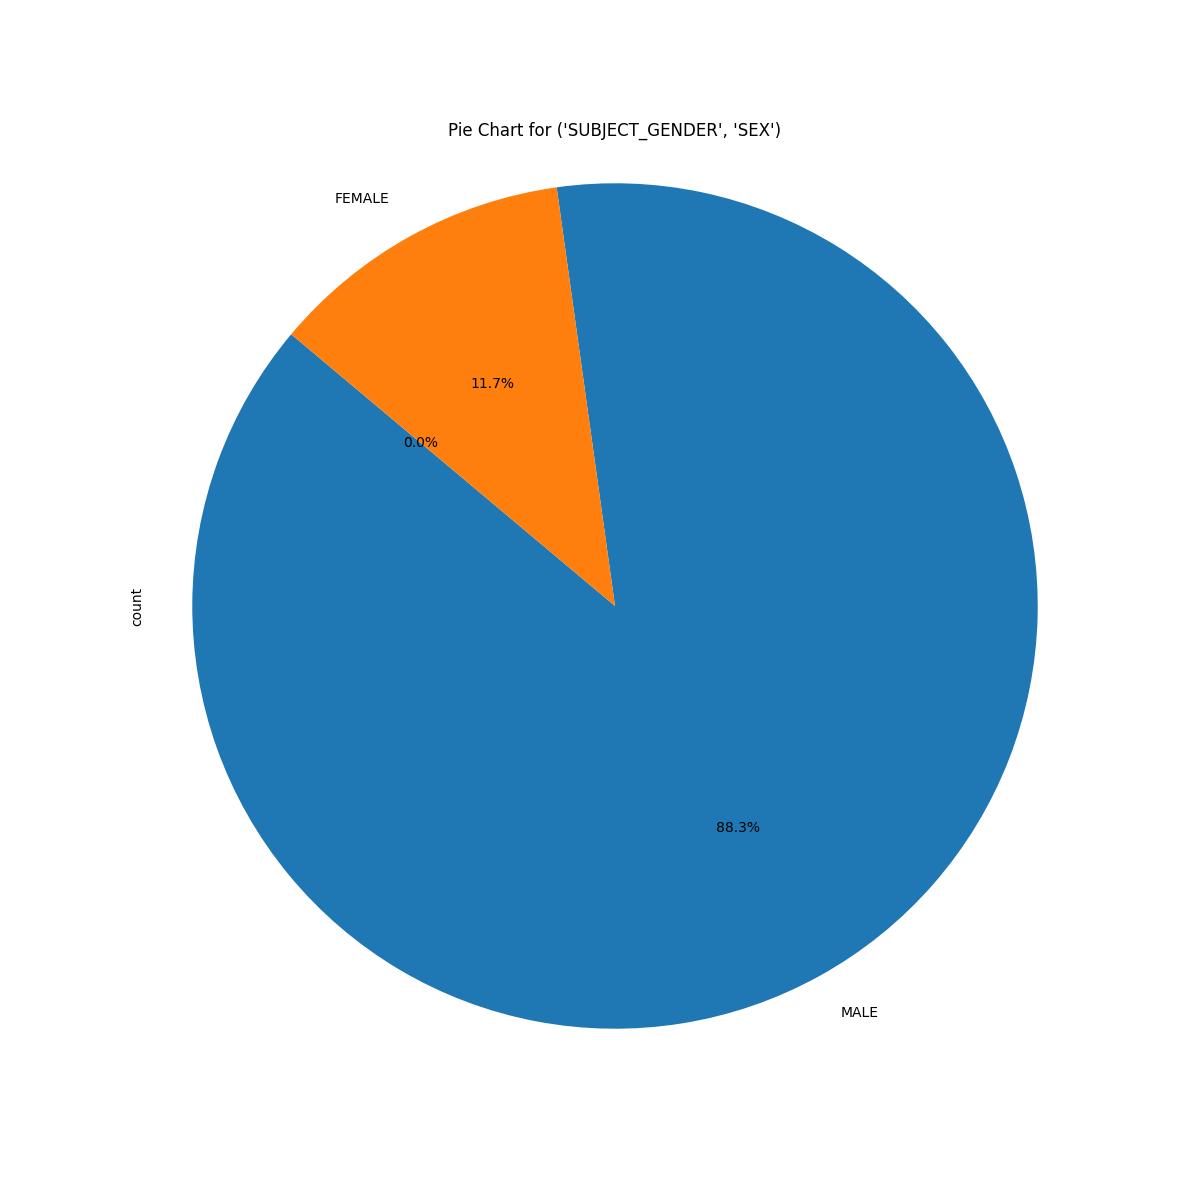 Pie Chart for ('SUBJECT_GENDER', 'SEX')
FEMALE
11.7%
0.0%
count
88.3%
MALE